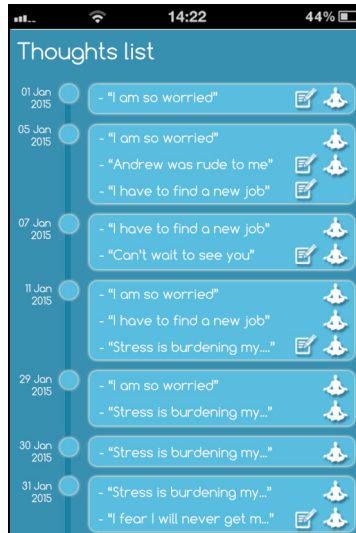 14:22
44%
Thoughts list
01 Jan
2015
- “I am so worried”
05 Jan
2015
- “I am so worried”
- “Andrew was rude to me”
- “I have to find a new job”
07 Jan
2015
- “I have to find a new job”
- “Can't wait to see you”
11 Jan
2015
- “I am so worried”
- “I have to find a new job”
- “Stress is burdening my....”
29 Jan
2015
- “I am so worried”
- “Stress is burdening my...”
30 Jan
2015
- “Stress is burdening my...”
31 Jan
2015
- “Stress is burdening my...”
- “I fear I will never get m...”